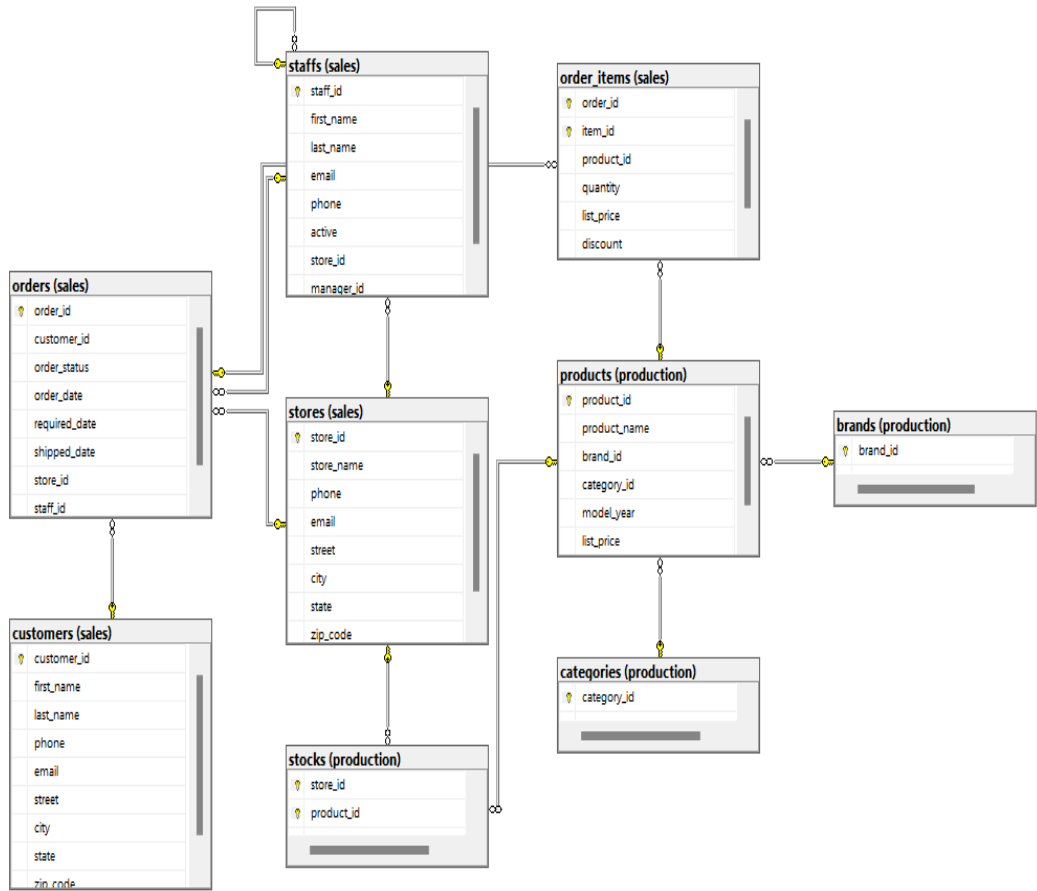 staffs (sales)
staff_id
first_name
last_name
email
phone
active
store_id
manager_id
order_items (sales)
order_id
item_id
product_id
quantity
list_price
discount
orders (sales)
order_id
customer_id
order_status
order_date
required_date
shipped_date
store_id
staff_id
stores (sales)
store_id
store_name
phone
email
street
city
state
zip_code
products (production)
product_id
product_name
brand_id
category_id
model_year
list_price
brands (production)
brand_id
customers (sales)
customer_id
first_name
last_name
phone
email
street
city
state
zip_code
categories (production)
category_id
stocks (production)
store_id
product_id